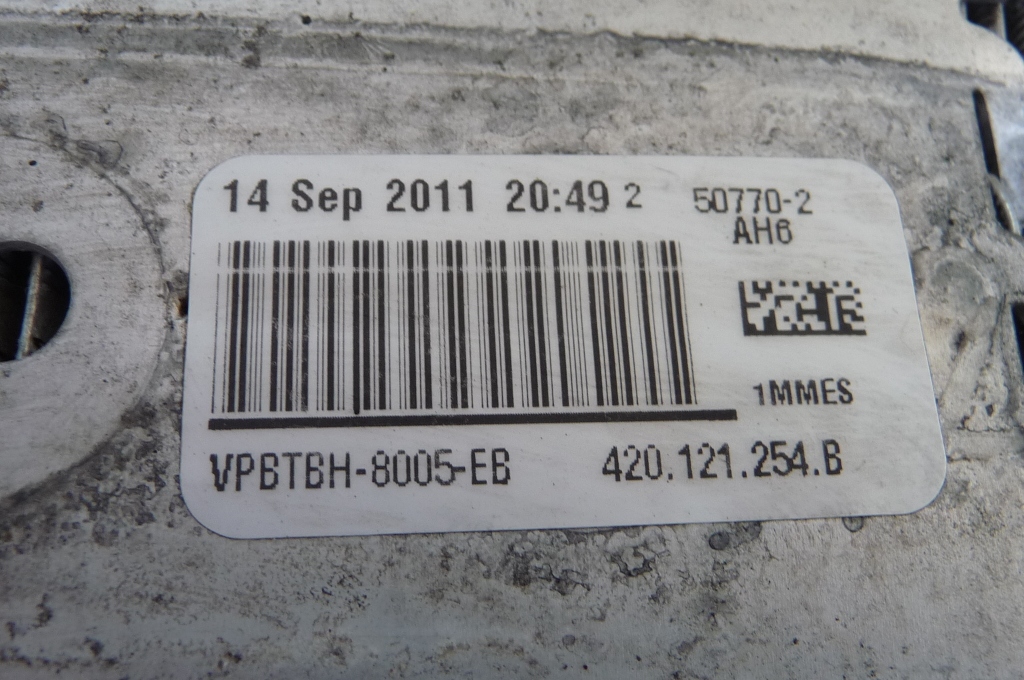 14 Sep 2011 20:49 2 50770-2
AH6
1MMES
VPBTBH-8005-EB 420.121.254.B